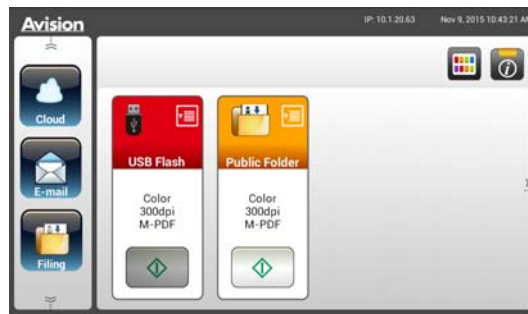 Avision
IP: 10.1.20.63
Nov 9, 2015 10:43:21 AM
Cloud
E-mail
Filing
USB Flash
Color
300dpi
M-PDF
Public Folder
Color
300dpi
M-PDF